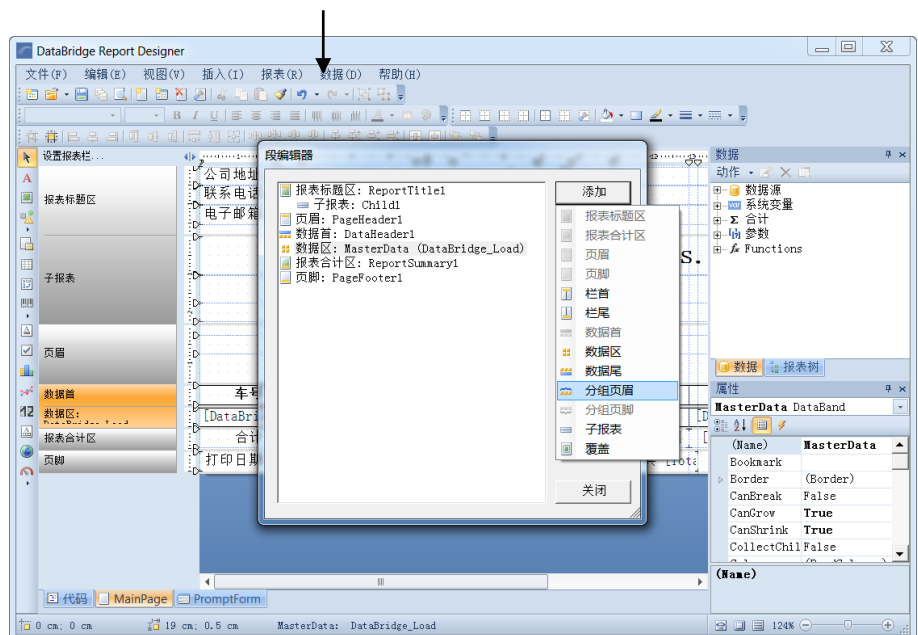 DataBridge Report Designer
文件(F) 编辑(E) 视图(V) 插入(I) 报表(R) 数据(D) 帮助(H)
设置报表栏...
报表标题区
子报表
页眉
数据首
数据区:
报表合计区
页脚
公司地址
联系电话
电子邮箱
S.
车号
[DataBri
合计
打印日期
段编辑器
报表标题区: ReportTitle1
子报表: Child1
页眉: PageHeader1
数据首: DataHeader1
数据区: MasterData (DataBridge_Load)
报表合计区: ReportSummary1
页脚: PageFooter1
添加
报表标题区
报表合计区
页眉
页脚
栏首
栏尾
数据首
数据区
数据尾
分组页眉
分组页脚
子报表
覆盖
关闭
数据
动作
数据源
系统变量
合计
参数
Functions
数据 报表树
属性
MasterData DataBand
(Name) MasterData
Bookmark
Border (Border)
CanBreak False
CanGrow True
CanShrink True
CollectChil False
(Name)
代码 MainPage PromptForm
0 cm; 0 cm 19 cm; 0.5 cm MasterData: DataBridge_Load 124%